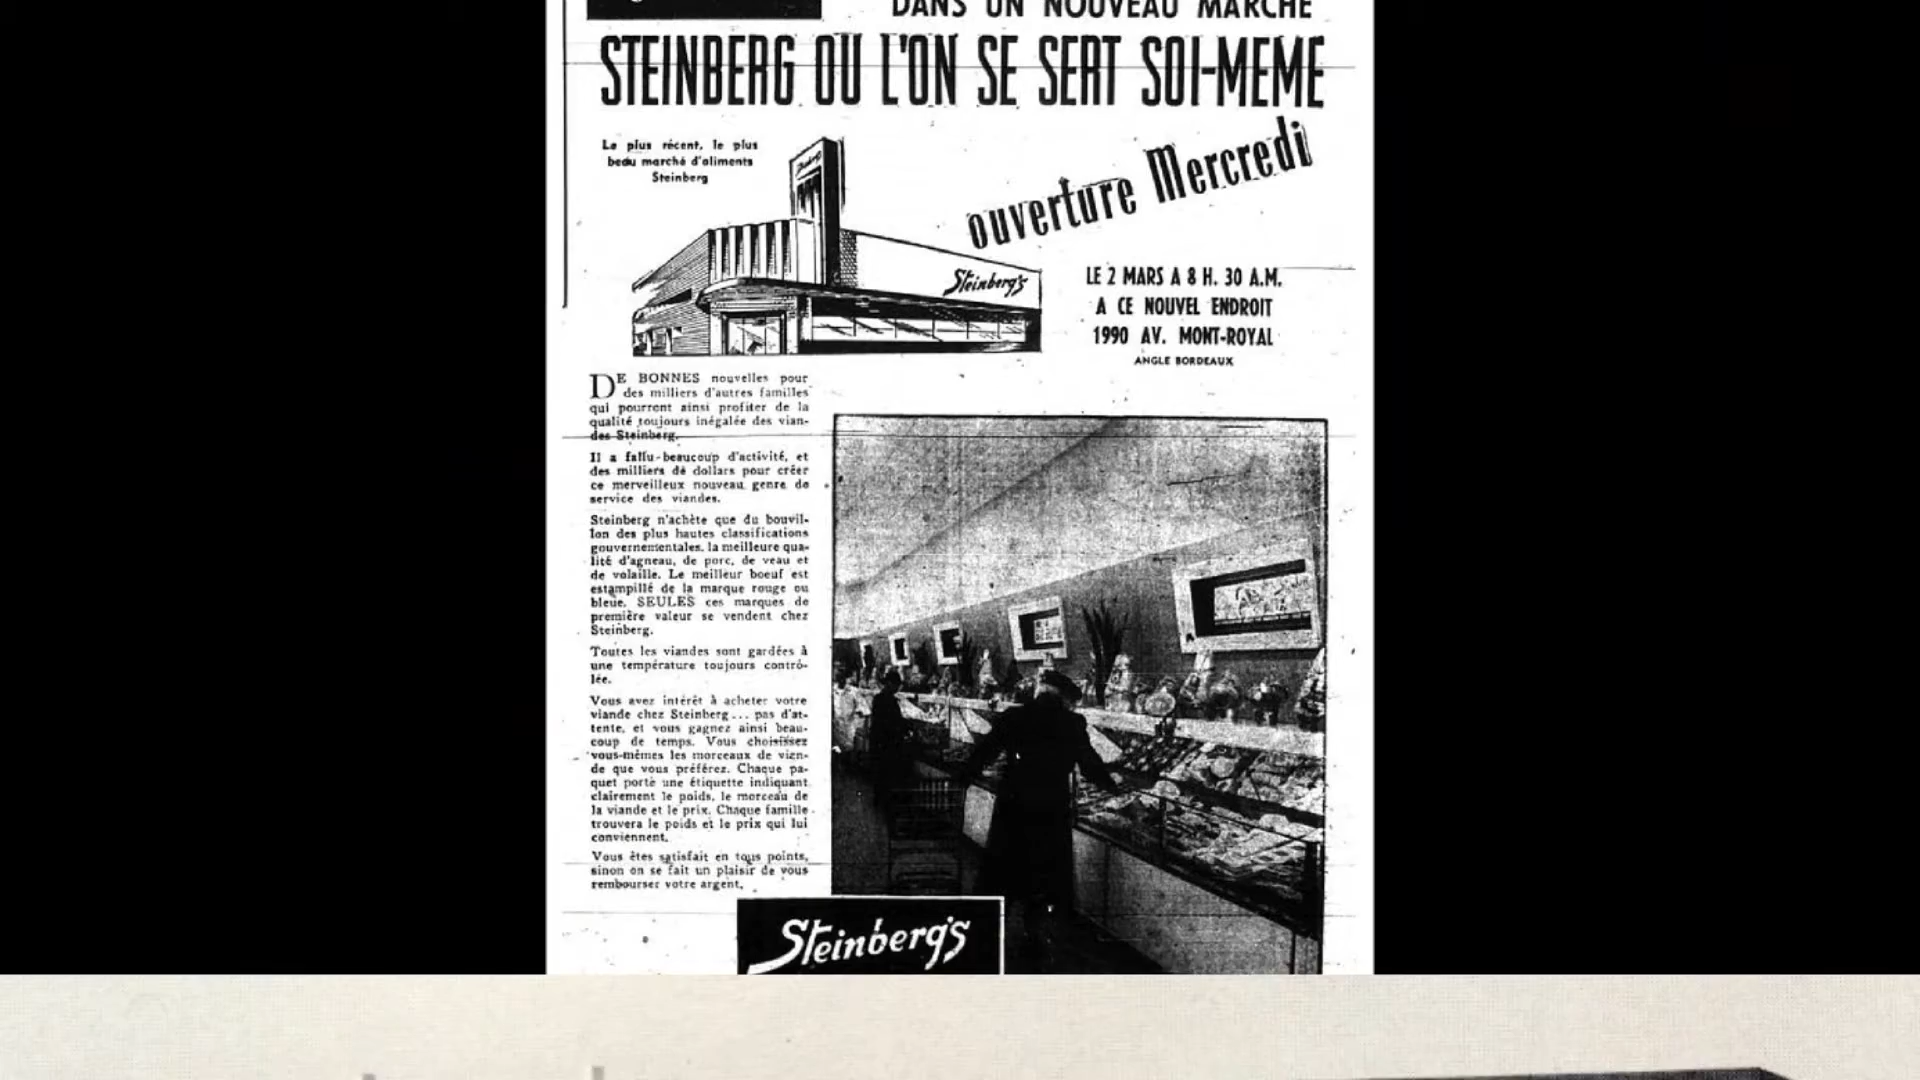 DANS UN NOUVEAU MARCHE
STEINBERG OU L'ON SE SERT SOI-MEME
Le plus récent, le plus
beau marché d'aliments
Steinberg
Steinberg's
ouverture Mercredi
Steinberg's
LE 2 MARS A 8 H. 30 A.M.
A CE NOUVEL ENDROIT
1990 AV. MONT-ROYAL
ANGLE BORDEAUX
DE BONNES nouvelles pour
des milliers d'autres familles
qui pourront ainsi profiter de la
qualité toujours inégalée des vian-
des Steinberg.
Il a fallu beaucoup d'activité, et
des milliers de dollars pour créer
ce merveilleux nouveau genre de
service des viandes.
Steinberg n'achète que du bouvil-
lon des plus hautes classifications
gouvernementales, la meilleure qua-
lité d'agneau, de porc, de veau et
de volaille. Le meilleur boeuf est
estampillé de la marque rouge ou
bleue. SEULES ces marques de
première valeur se vendent chez
Steinberg.
Toutes les viandes sont gardées à
une température toujours contrô-
lée.
Vous avez intérêt à acheter votre
viande chez Steinberg... pas d'at-
tente, et vous gagnez ainsi beau-
coup de temps. Vous choisissez
vous-mêmes les morceaux de vian-
de que vous préférez. Chaque pa-
quet porte une étiquette indiquant
clairement le poids, le morceau de
la viande et le prix. Chaque famille
trouvera le poids et le prix qui lui
conviennent.
Vous êtes satisfait en tous points,
sinon on se fait un plaisir de vous
rembourser votre argent.
Steinberg's